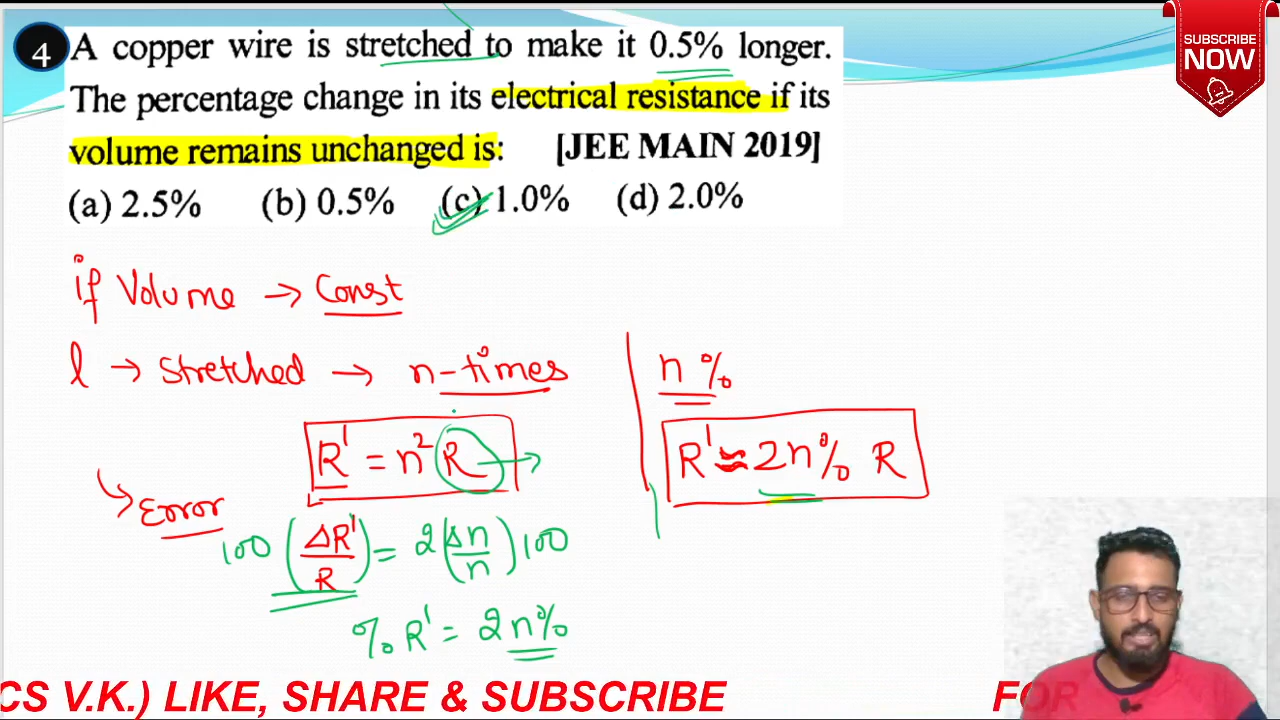 SUBSCRIBE
NOW
4 A copper wire is stretched to make it 0.5% longer.
The percentage change in its electrical resistance if its
volume remains unchanged is: [JEE MAIN 2019]
(a) 2.5% (b) 0.5% (c) 1.0% (d) 2.0%
if Volume → Const
l → Stretched → n-times
n %
R' = n² R →
R' ≈ 2n% R
↳ Error
100 (ΔR'/R) = 2(Δn/n) 100
% R' = 2n%
CS V.K.) LIKE, SHARE & SUBSCRIBE FOR